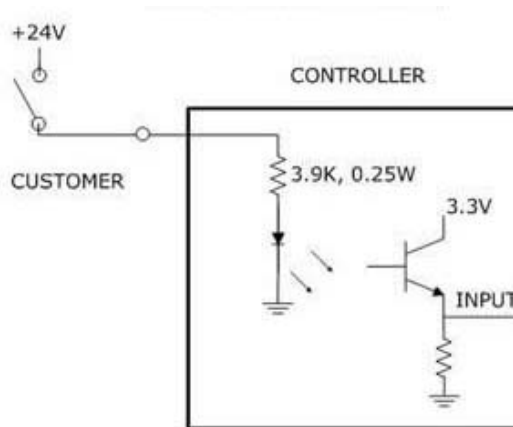 +24V
CONTROLLER
3.9K, 0.25W
CUSTOMER
3.3V
INPUT